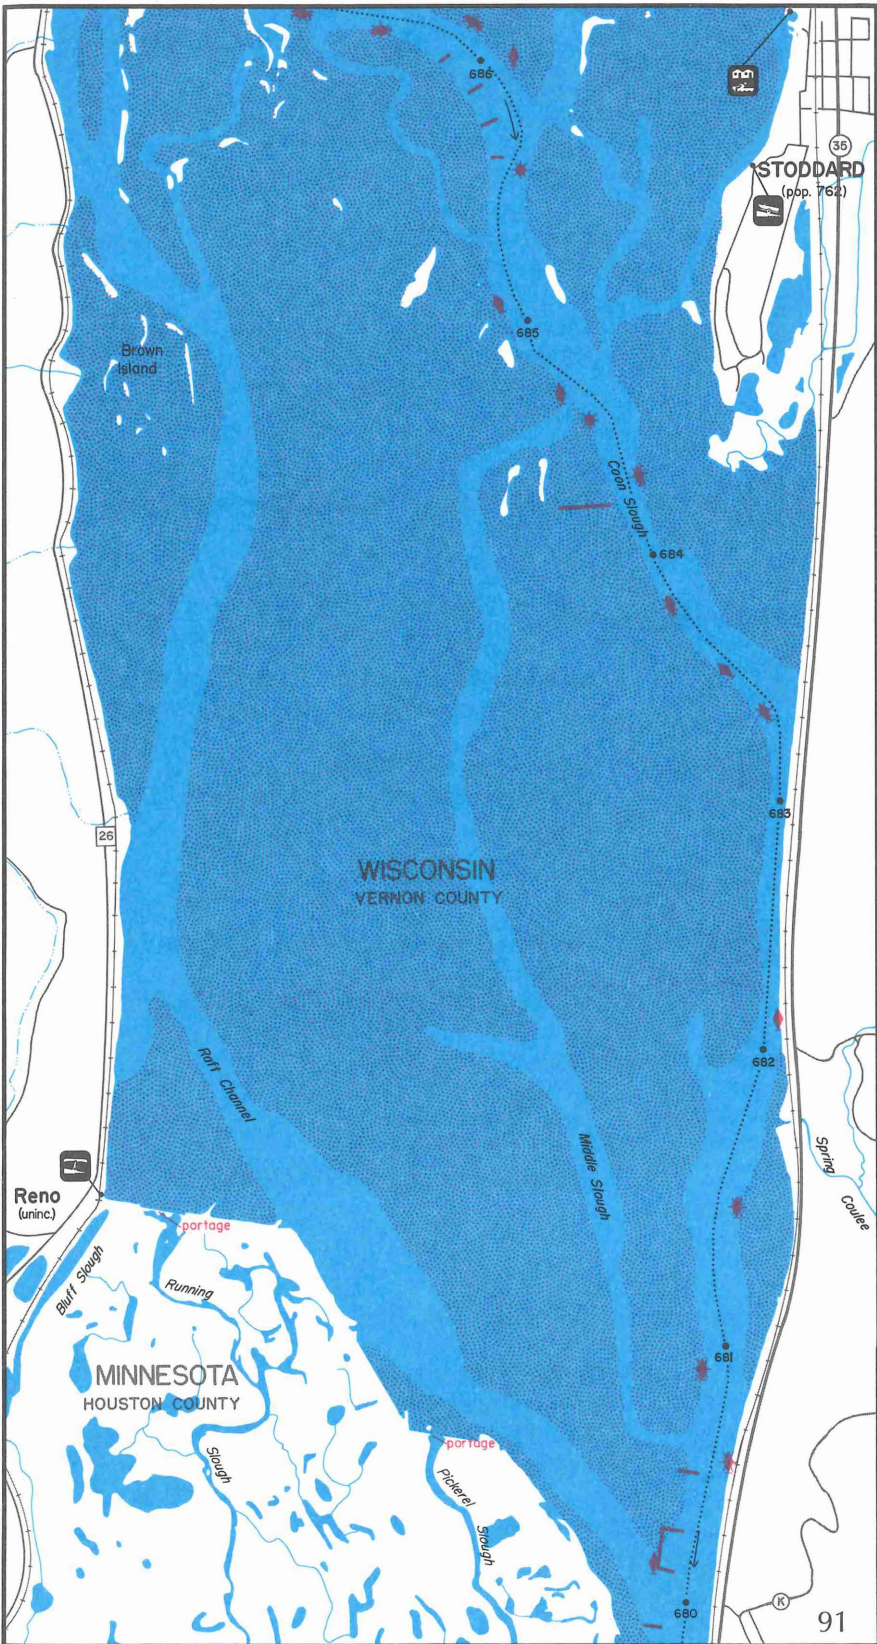 686
35
STODDARD
(pop. 762)
685
Brown
Island
Coon Slough
684
683
26
WISCONSIN
VERNON COUNTY
682
Raft Channel
Middle Slough
Spring
Coulee
Reno
(uninc.)
portage
Bluff Slough
Running
681
MINNESOTA
HOUSTON COUNTY
portage
Slough
Pickerel
Slough
680
K
91